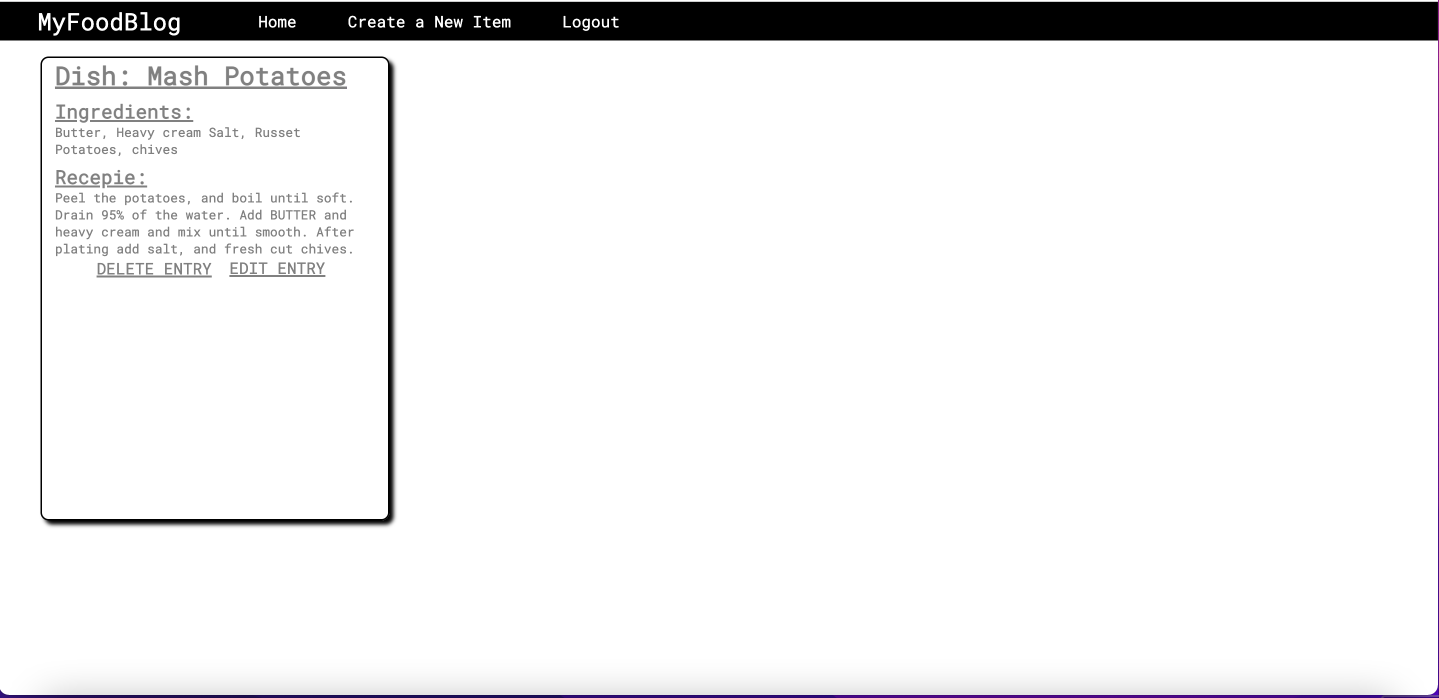 MyFoodBlog Home Create a New Item Logout
Dish: Mash Potatoes
Ingredients:
Butter, Heavy cream Salt, Russet
Potatoes, chives
Recepie:
Peel the potatoes, and boil until soft.
Drain 95% of the water. Add BUTTER and
heavy cream and mix until smooth. After
plating add salt, and fresh cut chives.
DELETE ENTRY EDIT ENTRY